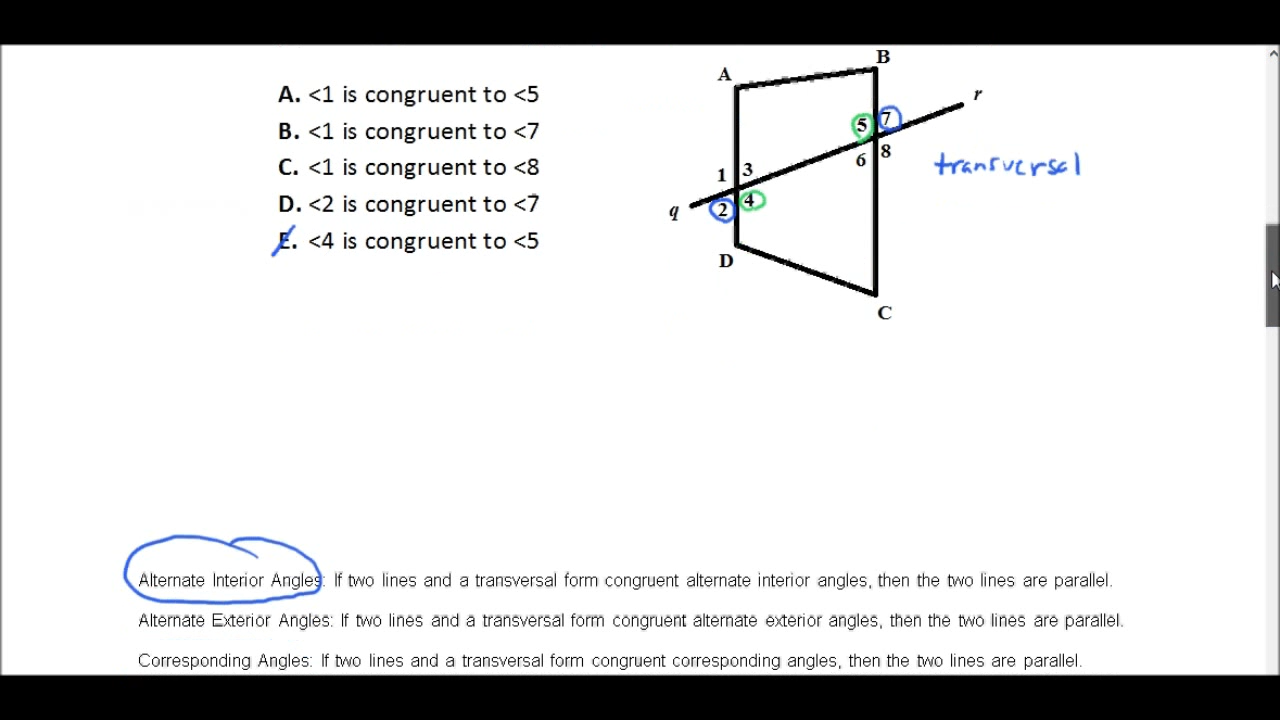 A. <1 is congruent to <5
B. <1 is congruent to <7
C. <1 is congruent to <8
D. <2 is congruent to <7
E. <4 is congruent to <5
B
A
r
5 7
6 8
transversal
1 3
q
2 4
D
C
Alternate Interior Angles: If two lines and a transversal form congruent alternate interior angles, then the two lines are parallel.
Alternate Exterior Angles: If two lines and a transversal form congruent alternate exterior angles, then the two lines are parallel.
Corresponding Angles: If two lines and a transversal form congruent corresponding angles, then the two lines are parallel.